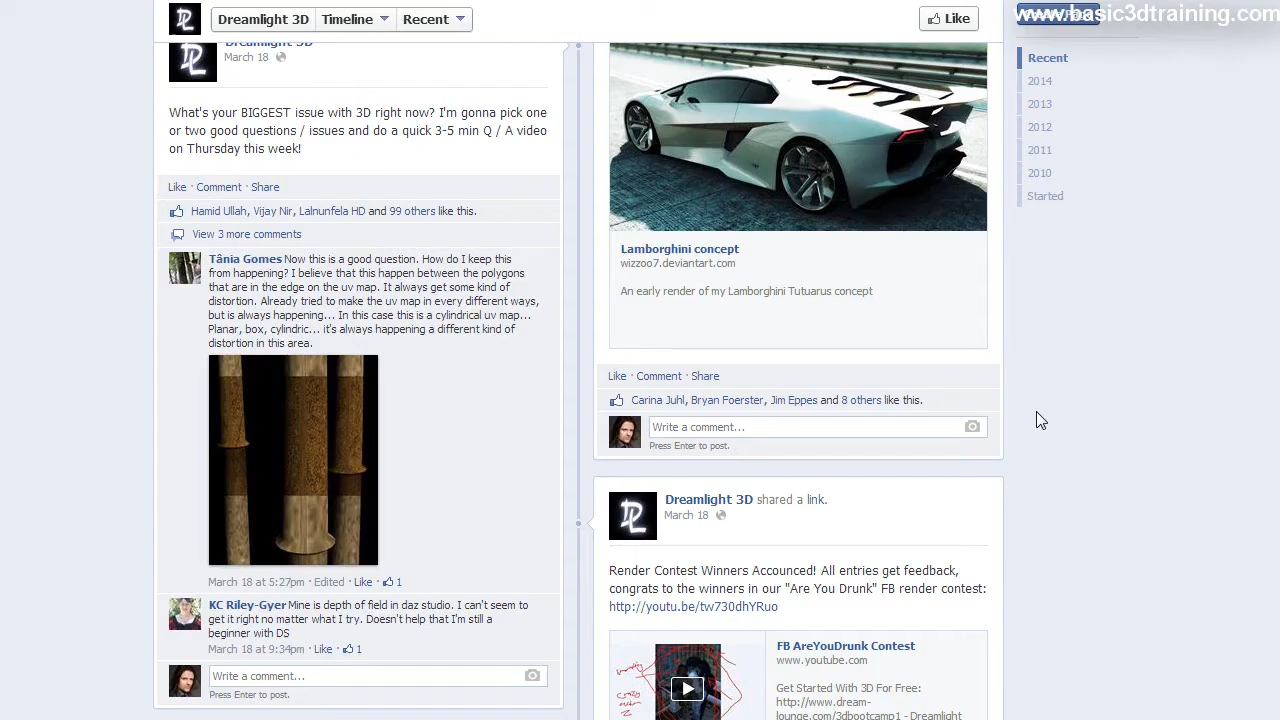 Dreamlight 3D Timeline Recent
Like
www.basic3dtraining.com
Recent
2014
2013
2012
2011
2010
Started
Dreamlight 3D
March 18
What's your BIGGEST issue with 3D right now? I'm gonna pick
one or two good questions / issues and do a quick 3-5 min Q / A video
on Thursday this week!
Like · Comment · Share
Hamid Ullah, Vijay Nir, Lalnunfela HD and 99 others like this.
View 3 more comments
Tânia Gomes Now this is a good question. How do I keep this
from happening? I believe that this happen between the polygons
that are in the edge on the uv map. It always get some kind of
distortion. Already tried to make the uv map in every different ways,
but is always happening... In this case this is a cylindrical uv map...
Planar, box, cylindric... it's always happening a different kind of
distortion in this area.
March 18 at 5:27pm · Edited · Like · 1
KC Riley-Gyer Mine is depth of field in daz studio. I can't seem to
get it right no matter what I try. Doesn't help that I'm still a
beginner with DS
March 18 at 9:34pm · Like · 1
Write a comment...
Press Enter to post.
Lamborghini concept
wizzoo7.deviantart.com
An early render of my Lamborghini Tutuarus concept
Like · Comment · Share
Carina Juhl, Bryan Foerster, Jim Eppes and 8 others like this.
Write a comment...
Press Enter to post.
Dreamlight 3D shared a link.
March 18
Render Contest Winners Accounced! All entries get feedback,
congrats to the winners in our "Are You Drunk" FB render contest:
http://youtu.be/tw730dhYRuo
FB AreYouDrunk Contest
www.youtube.com
Get Started With 3D For Free:
http://www.dream-
lounge.com/3dbootcamp1 - Dreamlight